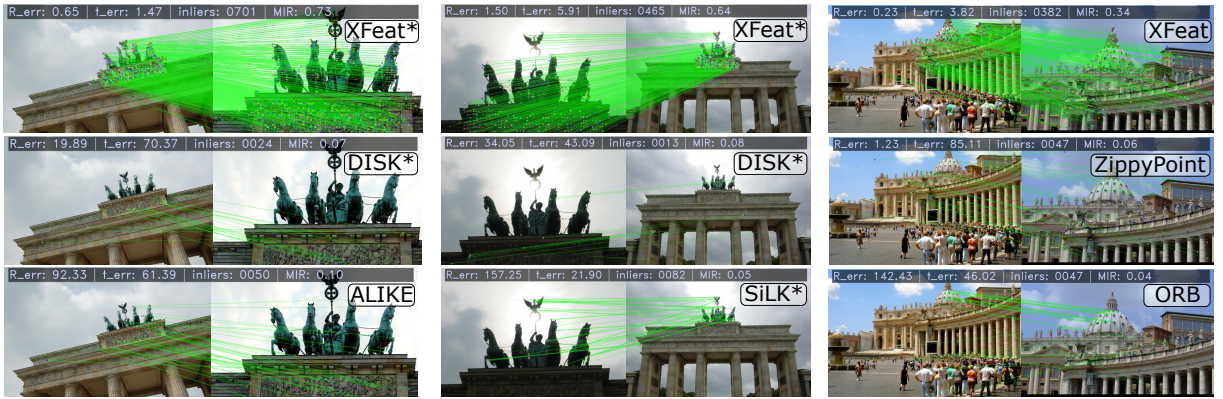 R_err: 0.65 | t_err: 1.47 | inliers: 0701 | MIR: 0.73
XFeat*
R_err: 1.50 | t_err: 5.91 | inliers: 0465 | MIR: 0.64
XFeat*
R_err: 0.23 | t_err: 3.82 | inliers: 0382 | MIR: 0.34
XFeat
R_err: 19.89 | t_err: 70.37 | inliers: 0024 | MIR: 0.07
DISK*
R_err: 34.05 | t_err: 43.09 | inliers: 0013 | MIR: 0.08
DISK*
R_err: 1.23 | t_err: 85.11 | inliers: 0047 | MIR: 0.06
ZippyPoint
R_err: 92.33 | t_err: 61.39 | inliers: 0050 | MIR: 0.10
ALIKE
R_err: 157.25 | t_err: 21.90 | inliers: 0082 | MIR: 0.05
SiLK*
R_err: 142.43 | t_err: 46.02 | inliers: 0047 | MIR: 0.04
ORB